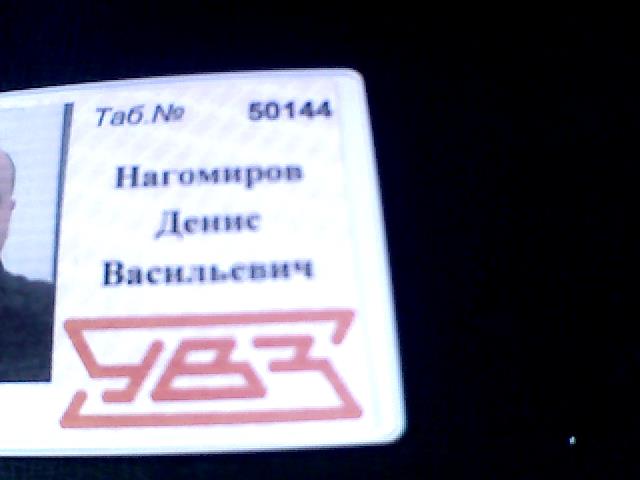 Таб.№ 50144
Нагомиров
Денис
Васильевич
УВЗ